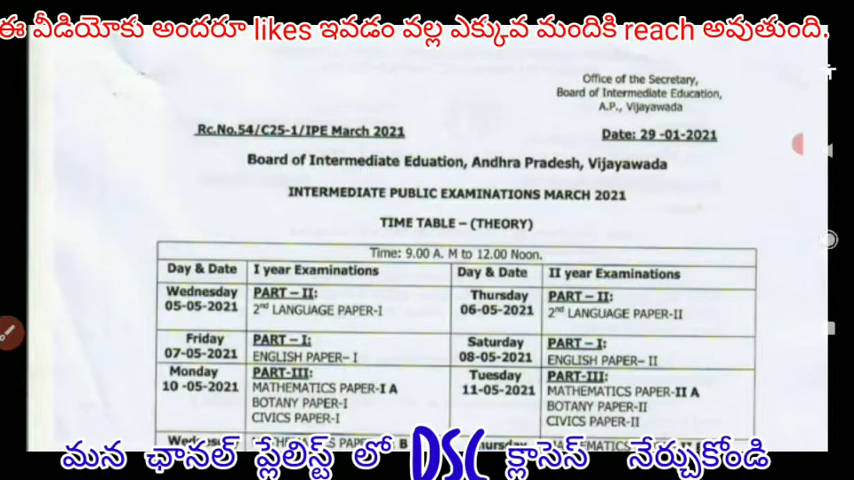 ఈ వీడియోకు అందరూ likes ఇవడం వల్ల ఎక్కువ మందికి reach అవుతుంది.
Office of the Secretary,
Board of Intermediate Education,
A.P., Vijayawada
Rc.No.54/C25-1/IPE March 2021 Date: 29 -01-2021
Board of Intermediate Eduation, Andhra Pradesh, Vijayawada
INTERMEDIATE PUBLIC EXAMINATIONS MARCH 2021
TIME TABLE – (THEORY)
Time: 9.00 A. M to 12.00 Noon.
Day & Date I year Examinations Day & Date II year Examinations
Wednesday PART – II: Thursday PART – II:
05-05-2021 2nd LANGUAGE PAPER-I 06-05-2021 2nd LANGUAGE PAPER-II
Friday PART – I: Saturday PART – I:
07-05-2021 ENGLISH PAPER– I 08-05-2021 ENGLISH PAPER– II
Monday PART-III: Tuesday PART-III:
10 -05-2021 MATHEMATICS PAPER-I A 11-05-2021 MATHEMATICS PAPER-II A
BOTANY PAPER-I BOTANY PAPER-II
CIVICS PAPER-I CIVICS PAPER-II
మన ఛానల్ ప్లేలిస్ట్ లో DSC క్లాసెస్ నేర్చుకోండి